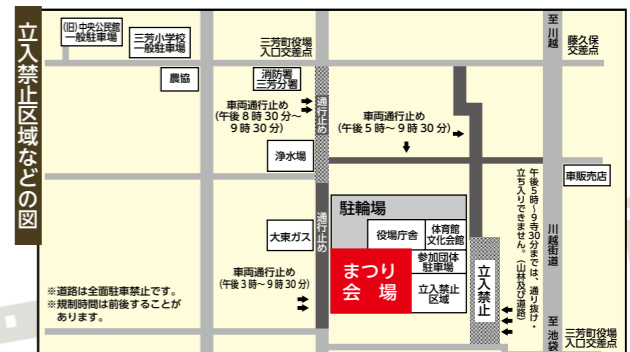 立入禁止区域などの図
(旧)中央公民館
一般駐車場
三芳小学校
一般駐車場
三芳町役場
入口交差点
至川越
藤久保
交差点
農協
消防署
三芳分署
車両通行止め
(午後8時30分～
9時30分)
通行止め
車両通行止め
(午後5時～9時30分)
浄水場
車販売店
午後5時～9時30分までは、通り抜け・
立ち入りできません。(山林及び道路)
駐輪場
役場庁舎
体育館
文化会館
大東ガス
通行止め
川越街道
参加団体
駐車場
まつり
会場
立入禁止
区域
立入禁止
車両通行止め
(午後3時～9時30分)
※道路は全面駐車禁止です。
※規制時間は前後することが
あります。
至池袋
三芳町役場
入口交差点